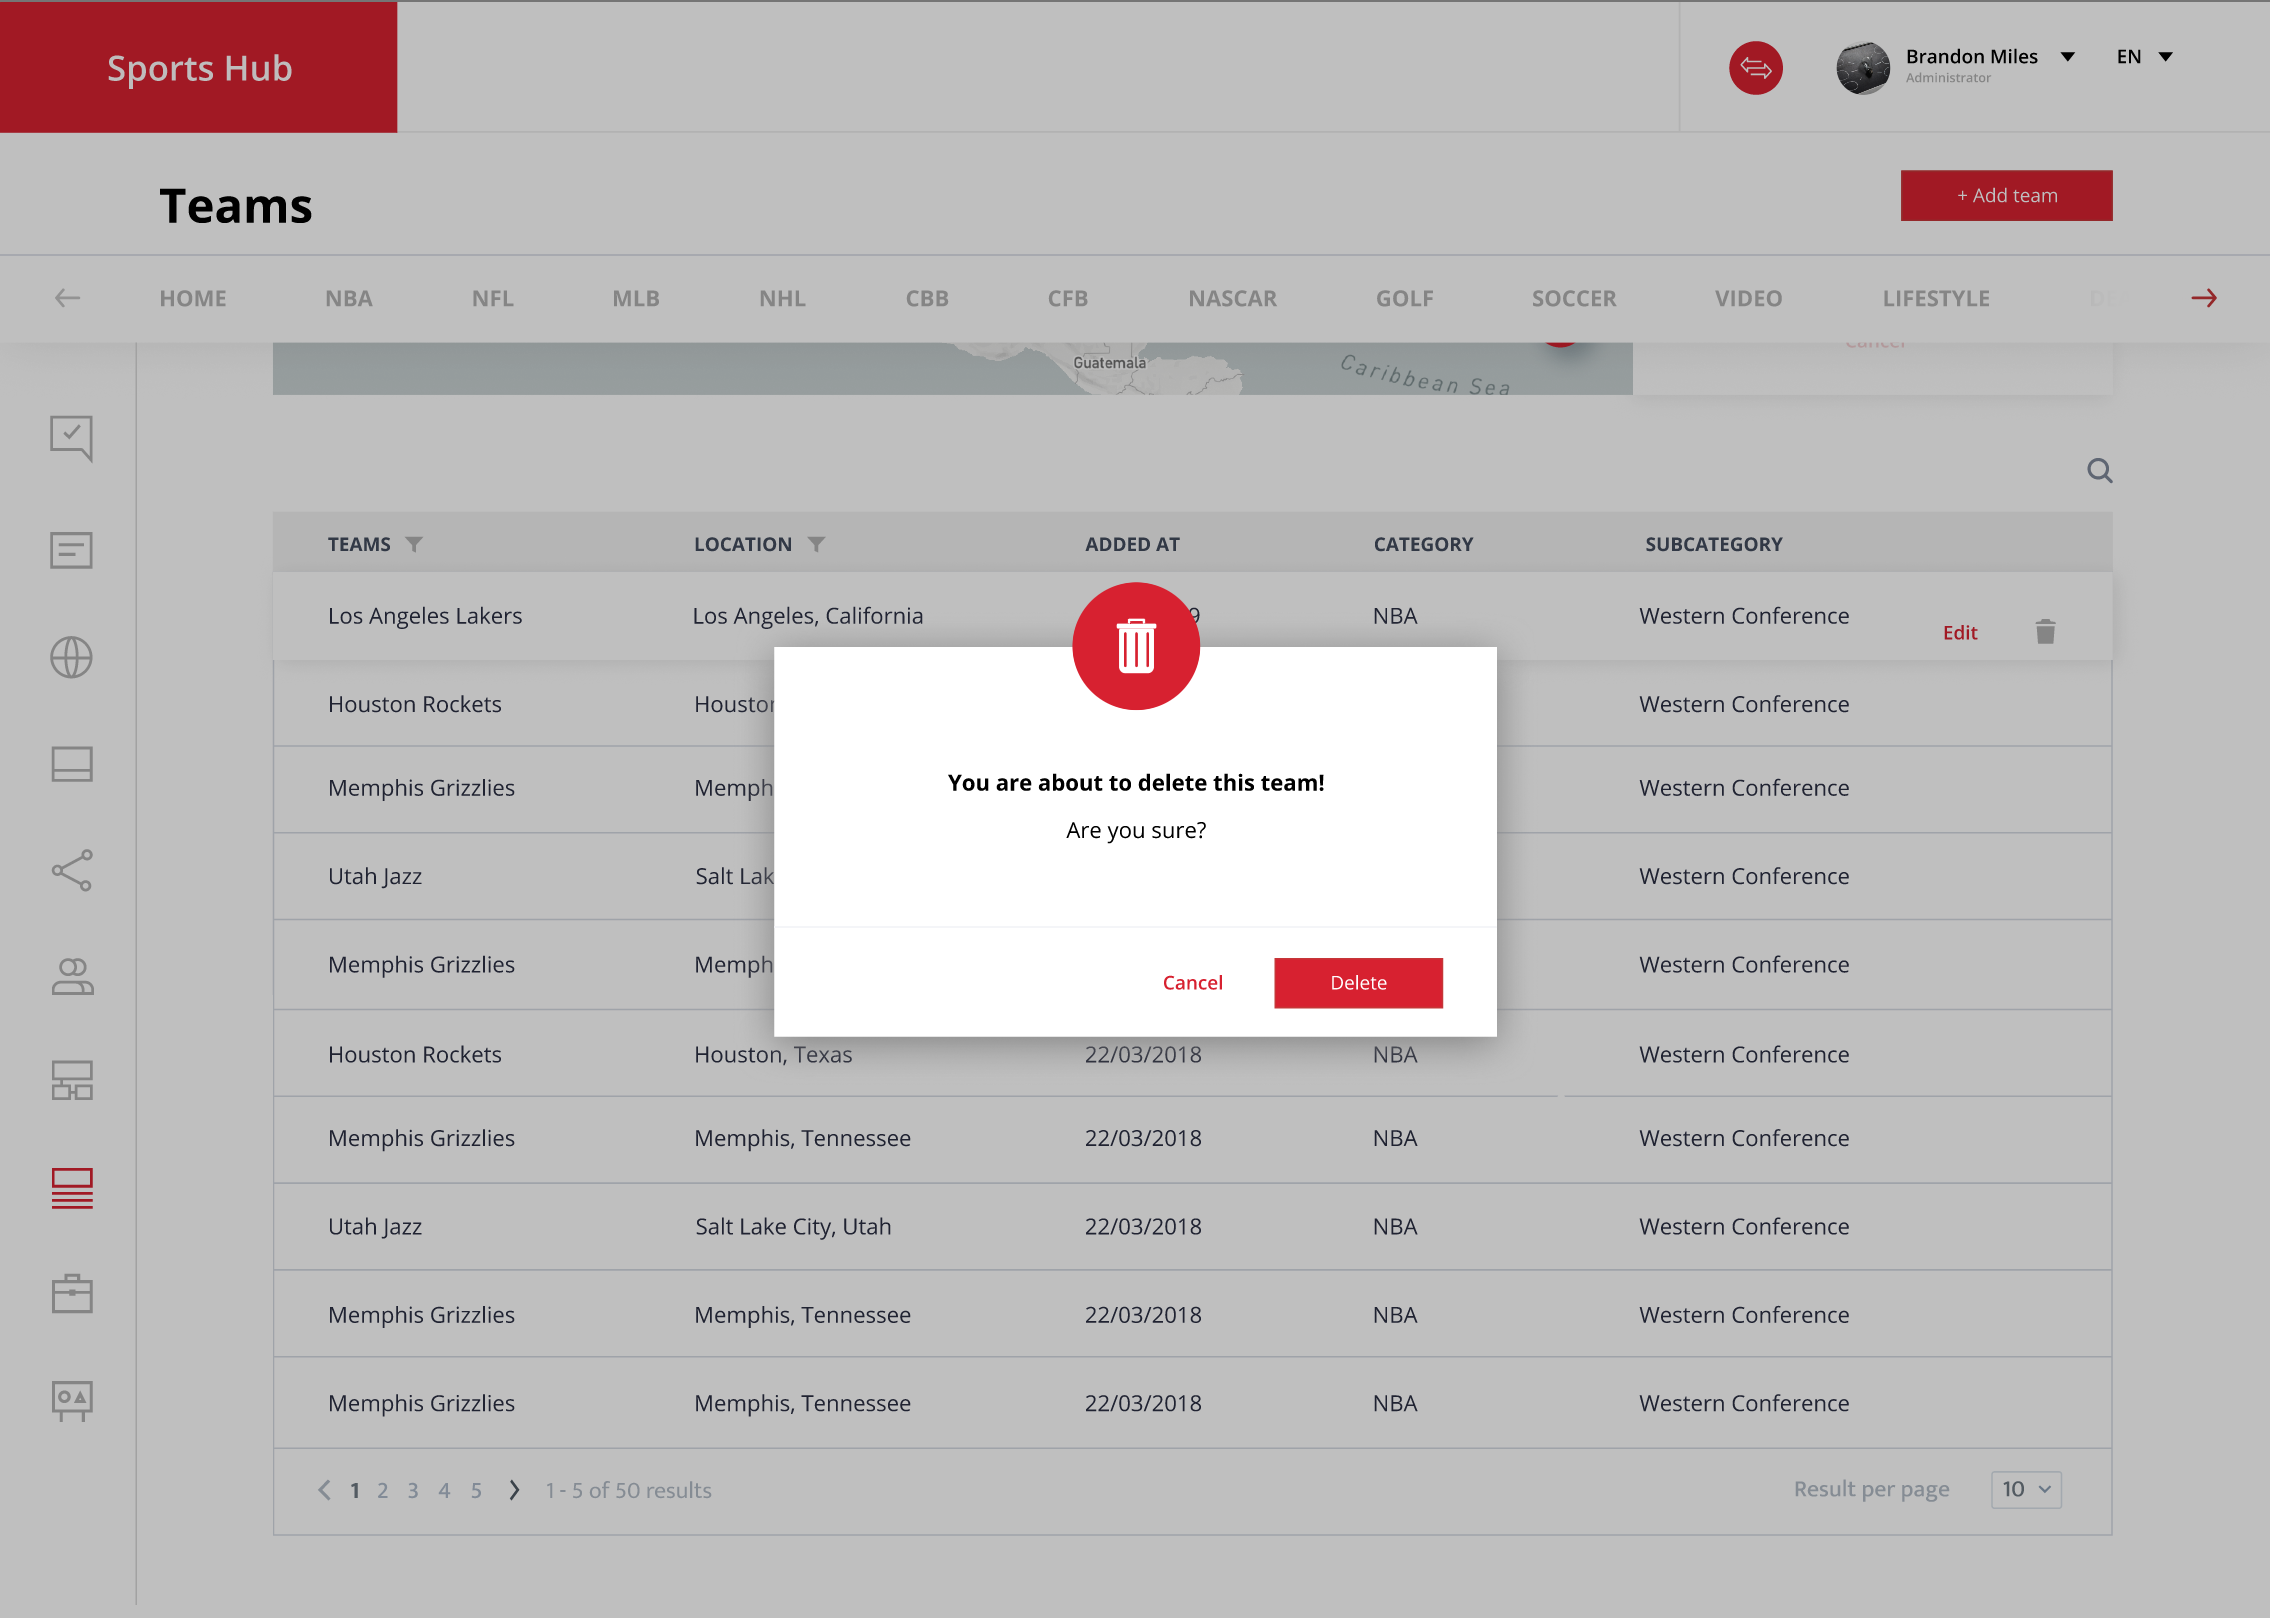 Sports Hub
Brandon Miles
Administrator
EN
Teams
+ Add team
HOME NBA NFL MLB NHL CBB CFB NASCAR GOLF SOCCER VIDEO LIFESTYLE
Guatemala
Caribbean Sea
Cancel
TEAMS LOCATION ADDED AT CATEGORY SUBCATEGORY
Los Angeles Lakers Los Angeles, California 9 NBA Western Conference Edit
Houston Rockets Western Conference
Memphis Grizzlies Western Conference
Utah Jazz Salt Western Conference
Memphis Grizzlies Western Conference
You are about to delete this team!
Are you sure?
Cancel Delete
Houston Rockets Houston, Texas 22/03/2018 NBA Western Conference
Memphis Grizzlies Memphis, Tennessee 22/03/2018 NBA Western Conference
Utah Jazz Salt Lake City, Utah 22/03/2018 NBA Western Conference
Memphis Grizzlies Memphis, Tennessee 22/03/2018 NBA Western Conference
Memphis Grizzlies Memphis, Tennessee 22/03/2018 NBA Western Conference
1 2 3 4 5 1 - 5 of 50 results Result per page 10